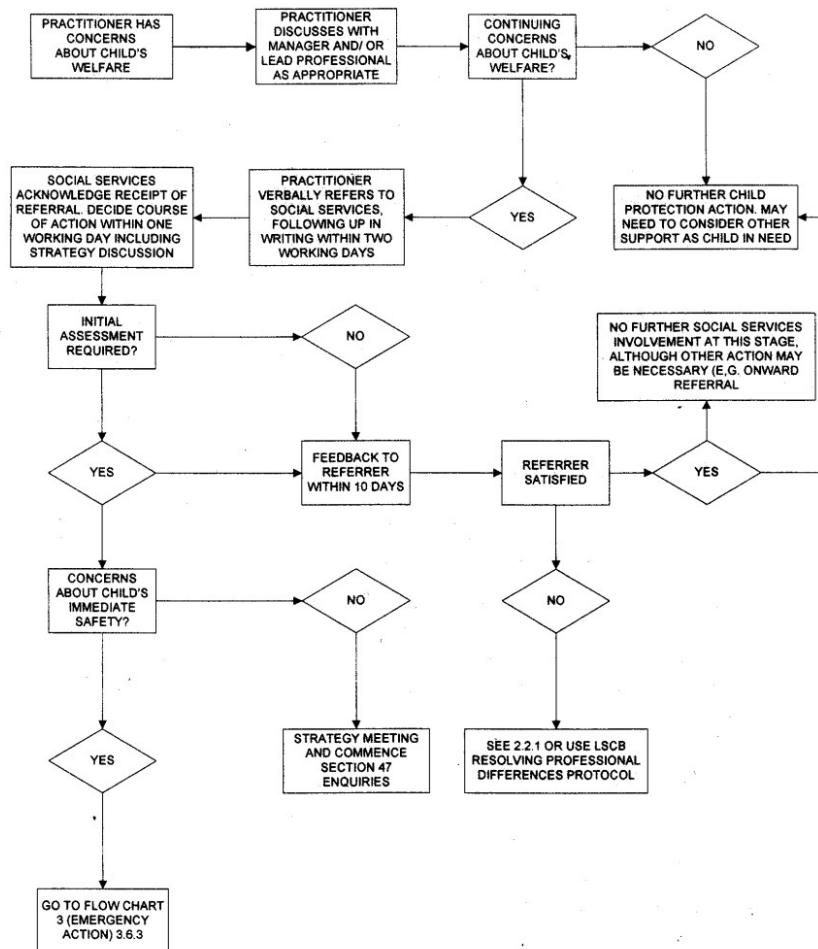 PRACTITIONER HAS
CONCERNS
ABOUT CHILD'S
WELFARE
PRACTITIONER
DISCUSSES WITH
MANAGER AND/ OR
LEAD PROFESSIONAL
AS APPROPRIATE
CONTINUING
CONCERNS
ABOUT CHILD'S
WELFARE?
NO
SOCIAL SERVICES
ACKNOWLEDGE RECEIPT OF
REFERRAL. DECIDE COURSE
OF ACTION WITHIN ONE
WORKING DAY INCLUDING
STRATEGY DISCUSSION
PRACTITIONER
VERBALLY REFERS TO
SOCIAL SERVICES,
FOLLOWING UP IN
WRITING WITHIN TWO
WORKING DAYS
YES
NO FURTHER CHILD
PROTECTION ACTION. MAY
NEED TO CONSIDER OTHER
SUPPORT AS CHILD IN NEED
INITIAL
ASSESSMENT
REQUIRED?
NO
NO FURTHER SOCIAL SERVICES
INVOLVEMENT AT THIS STAGE,
ALTHOUGH OTHER ACTION MAY
BE NECESSARY (E,G. ONWARD
REFERRAL
YES
FEEDBACK TO
REFERRER
WITHIN 10 DAYS
REFERRER
SATISFIED
YES
CONCERNS
ABOUT CHILD'S
IMMEDIATE
SAFETY?
NO
NO
YES
STRATEGY MEETING
AND COMMENCE
SECTION 47
ENQUIRIES
SEE 2.2.1 OR USE LSCB
RESOLVING PROFESSIONAL
DIFFERENCES PROTOCOL
GO TO FLOW CHART
3 (EMERGENCY
ACTION) 3.6.3